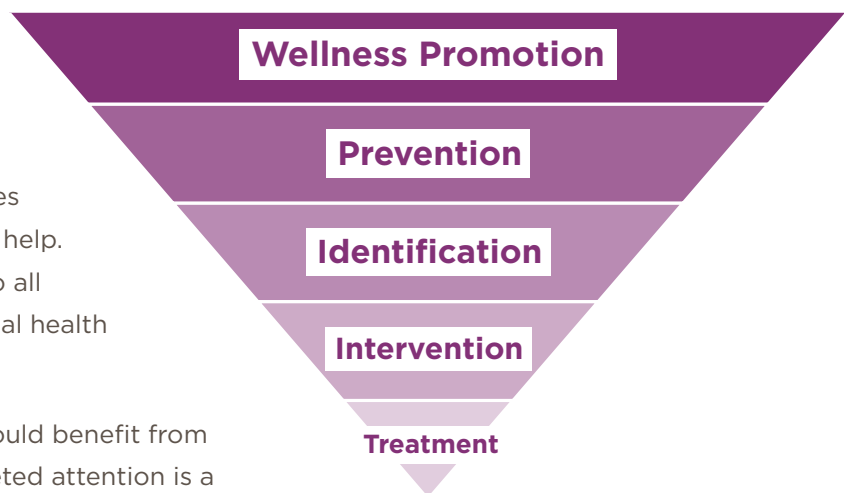 Wellness Promotion
Prevention
Identification
Intervention
Treatment
help.
all
health
benefit from
attention is a